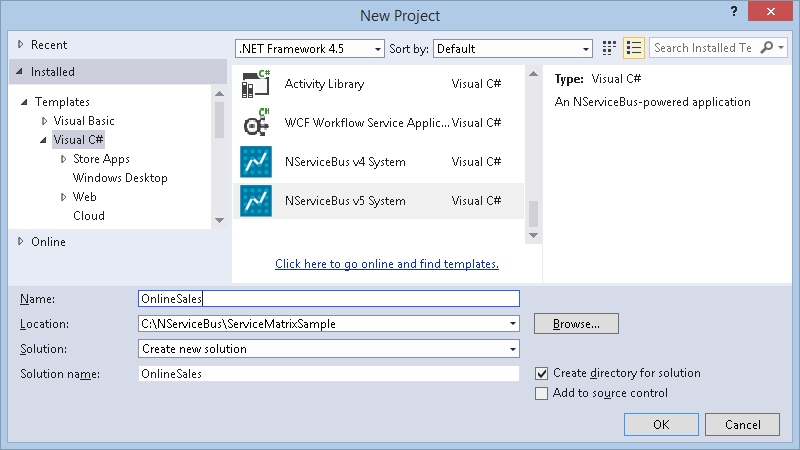 New Project
?
Recent
Installed
Templates
Visual Basic
Visual C#
Store Apps
Windows Desktop
Web
Cloud
Online
.NET Framework 4.5
Sort by:
Default
Search Installed Te
C#
Activity Library
Visual C#
C#
WCF Workflow Service Applic...
Visual C#
NServiceBus v4 System
Visual C#
NServiceBus v5 System
Visual C#
Click here to go online and find templates.
Type: Visual C#
An NServiceBus-powered application
Name:
OnlineSales
Location:
C:\NServiceBus\ServiceMatrixSample
Browse...
Solution:
Create new solution
Solution name:
OnlineSales
Create directory for solution
Add to source control
OK
Cancel